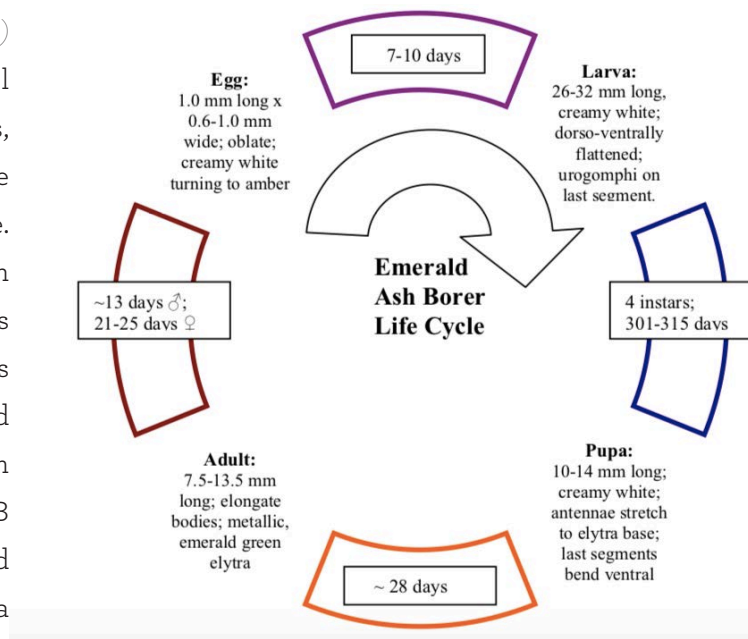 7-10 days
Egg:
1.0 mm long x
0.6-1.0 mm
wide; oblate;
creamy white
turning to amber
Larva:
26-32 mm long,
creamy white;
dorso-ventrally
flattened;
urogomphi on
last segment.
Emerald
Ash Borer
Life Cycle
~13 days ♂;
21-25 days ♀
4 instars;
301-315 days
Adult:
7.5-13.5 mm
long; elongate
bodies; metallic,
emerald green
elytra
Pupa:
10-14 mm long;
creamy white;
antennae stretch
to elytra base;
last segments
bend ventral
~ 28 days